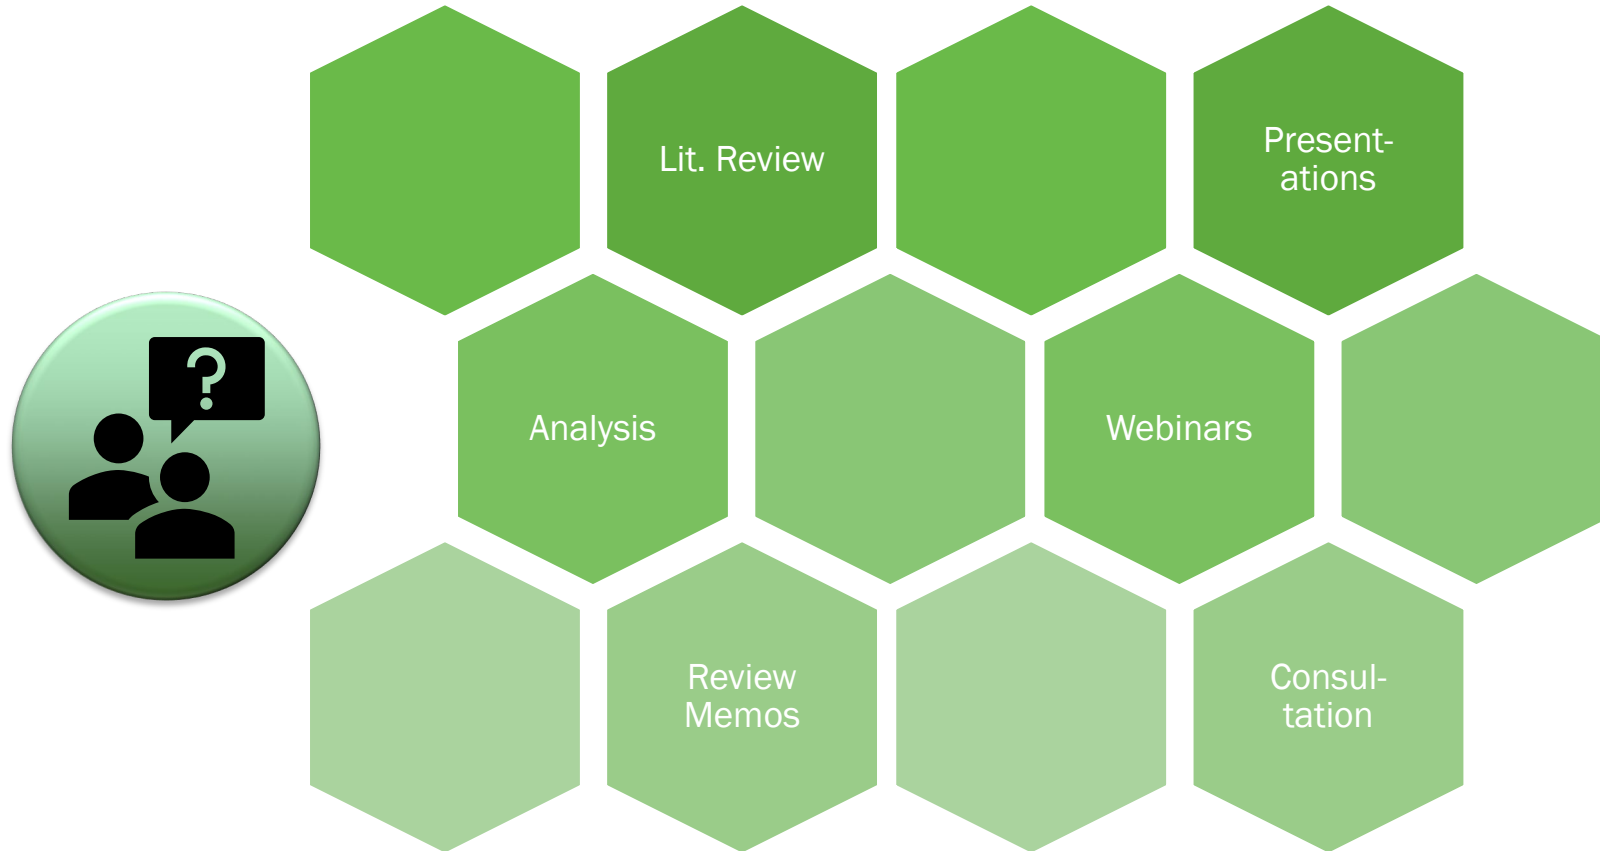 Lit. Review
Present-
ations
Analysis
Webinars
Review
Memos
Consul-
tation
?